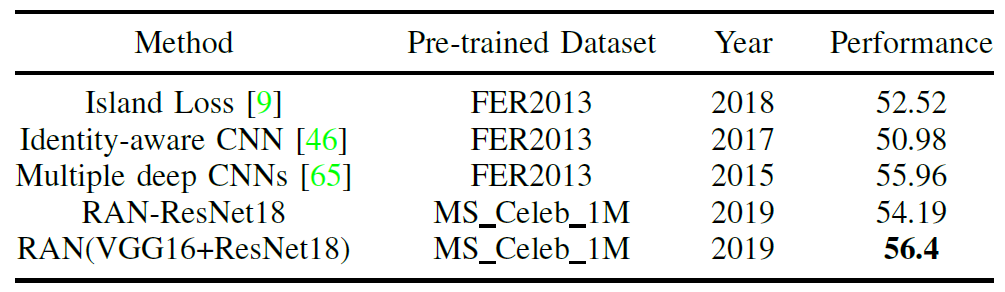 Method Pre-trained Dataset Year Performance
Island Loss [9] FER2013 2018 52.52
Identity-aware CNN [46] FER2013 2017 50.98
Multiple deep CNNs [65] FER2013 2015 55.96
RAN-ResNet18 MS_Celeb_1M 2019 54.19
RAN(VGG16+ResNet18) MS_Celeb_1M 2019 56.4